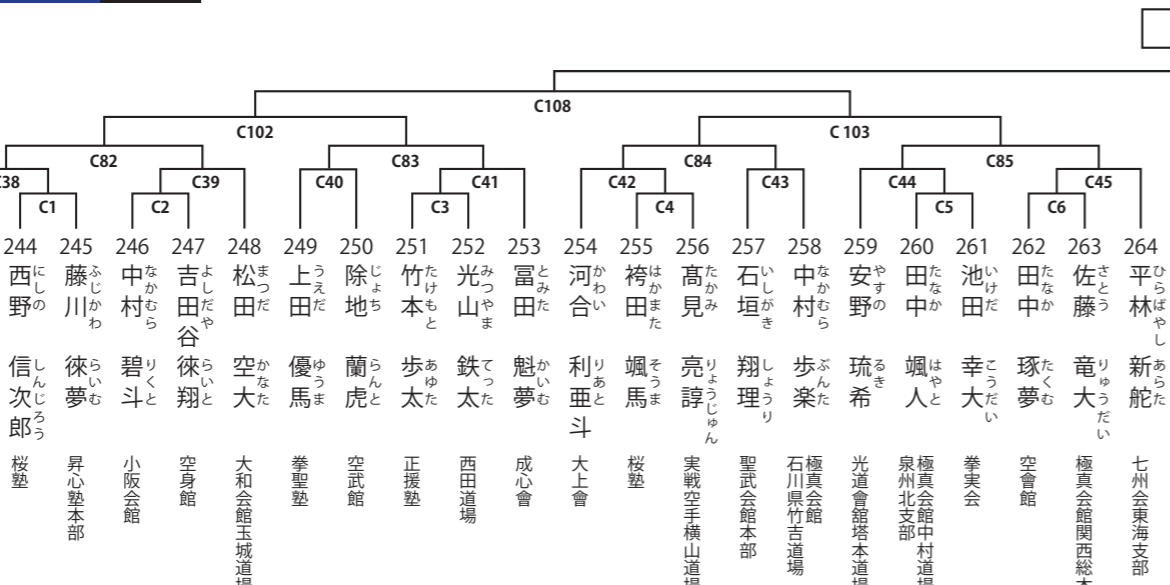 C108
C102
C 103
C82
C83
C84
C85
C38
C39
C40
C41
C42
C43
C44
C45
C1
C2
C3
C4
C5
C6
244
西野 信次郎
にしの しんじろう
桜塾
245
藤川 徠夢
ふじかわ らいむ
昇心塾本部
246
中村 碧斗
なかむら りくと
小阪会館
247
吉田谷 徠翔
よしだや らいと
空身館
248
松田 空大
まつだ かなた
大和会館玉城道場
249
上田 優馬
うえだ ゆうま
拳聖塾
250
除地 蘭虎
じょち らんと
空武館
251
竹本 歩太
たけもと あゆた
正援塾
252
光山 鉄太
みつやま てった
西田道場
253
冨田 魁夢
とみた かいむ
成心會
254
河合 利亜斗
かわい りあと
大上會
255
袴田 颯馬
はかまた そうま
桜塾
256
髙見 亮諄
たかみ りょうじゅん
実戦空手横山道場
257
石垣 翔理
いしがき しょうり
聖武会館本部
258
中村 歩楽
なかむら ぶんた
極真会館
石川県竹吉道場
259
安野 琉希
やすの るき
光道會舘塔本道場
260
田中 颯人
たなか はやと
極真会館中村道場
泉州北支部
261
池田 幸大
いけだ こうだい
拳実会
262
田中 琢夢
たなか たくむ
空會館
263
佐藤 竜大
さとう りゅうだい
極真会館関西総本
264
平林 新舵
ひらばやし あらた
七州会東海支部